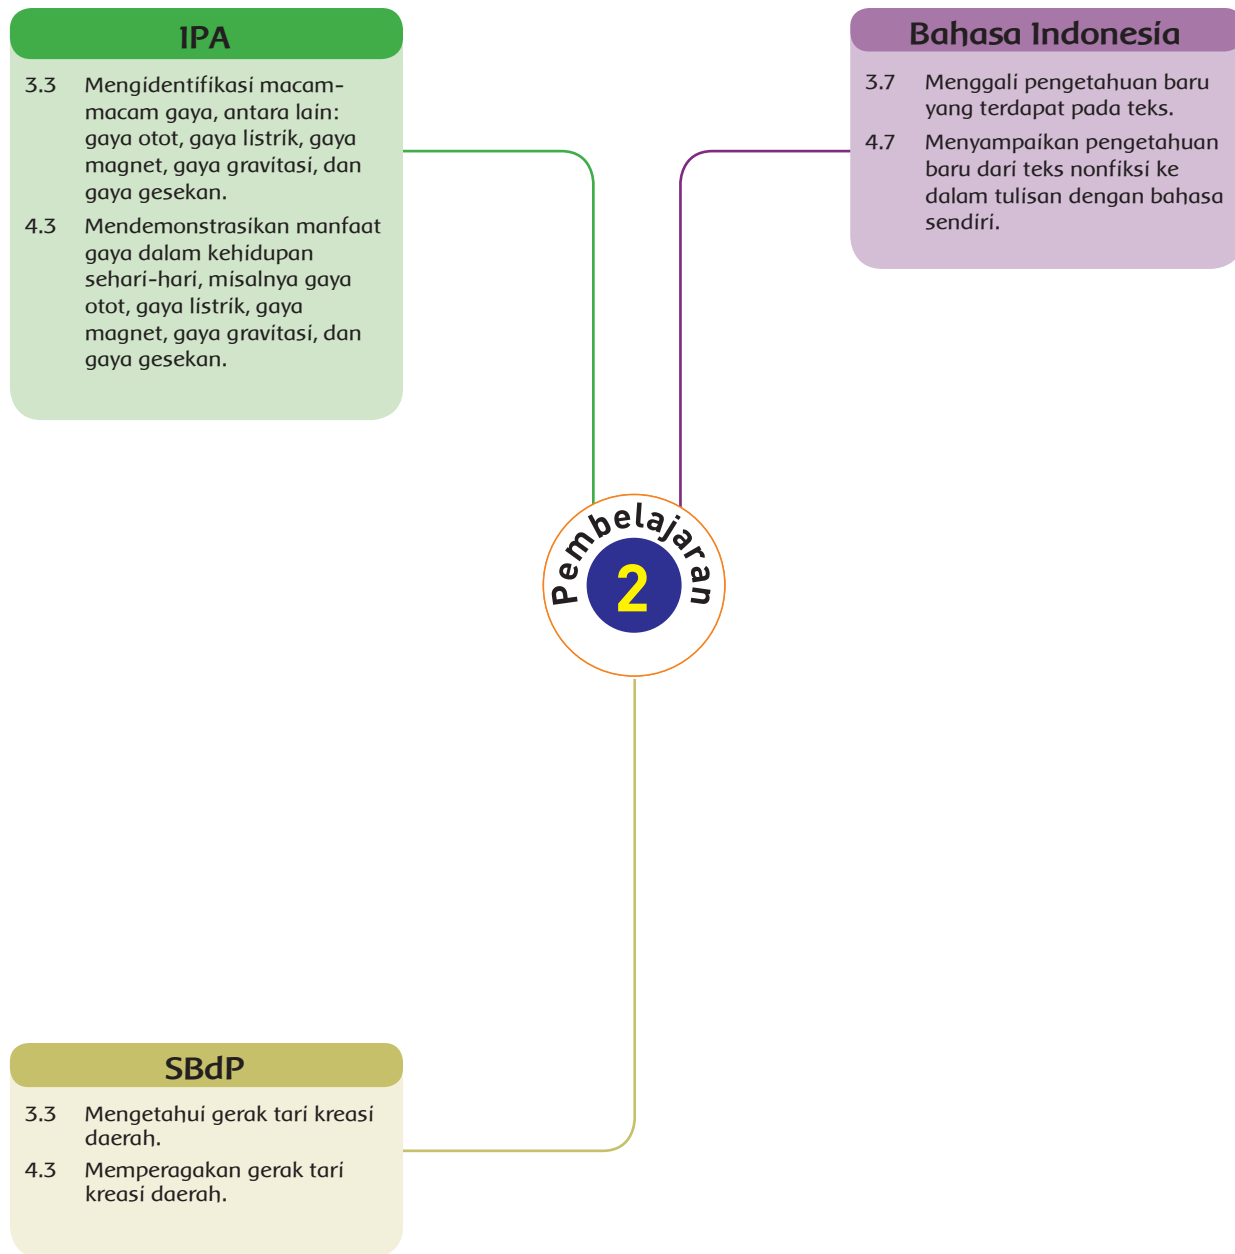 IPA
3.3 Mengidentifikasi macam-
macam gaya, antara lain:
gaya otot, gaya listrik, gaya
magnet, gaya gravitasi, dan
gaya gesekan.
4.3 Mendemonstrasikan manfaat
gaya dalam kehidupan
sehari-hari, misalnya gaya
otot, gaya listrik, gaya
magnet, gaya gravitasi, dan
gaya gesekan.
Bahasa Indonesia
3.7 Menggali pengetahuan baru
yang terdapat pada teks.
4.7 Menyampaikan pengetahuan
baru dari teks nonfiksi ke
dalam tulisan dengan bahasa
sendiri.
Pembelajaran
2
SBdP
3.3 Mengetahui gerak tari kreasi
daerah.
4.3 Memperagakan gerak tari
kreasi daerah.